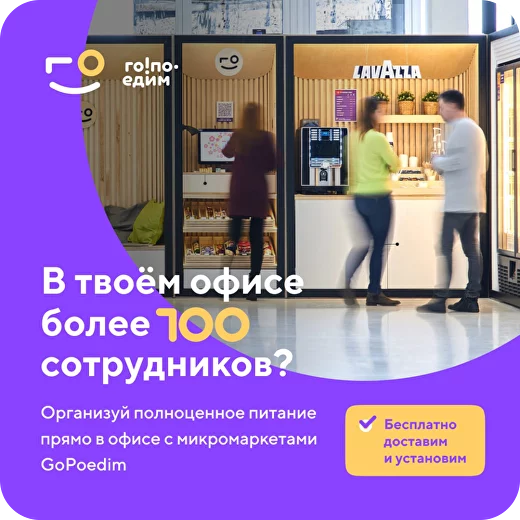 го!по-
едим
LAVAZZA
В твоём офисе
более 100
сотрудников?
Организуй полноценное питание
прямо в офисе с микромаркетами
GoPoedim
Бесплатно
доставим
и установим